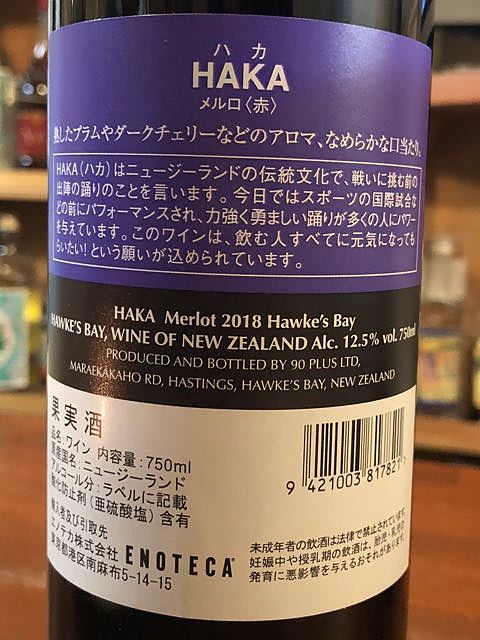 ハカ
HAKA
メルロ〈赤〉
熟したプラムやダークチェリーなどのアロマ、なめらかな口当たり。
HAKA（ハカ）はニュージーランドの伝統文化で、戦いに挑む前の
出陣の踊りのことを言います。今日ではスポーツの国際試合な
どの前にパフォーマンスされ、力強く勇ましい踊りが多くの人にパワー
を与えています。このワインは、飲む人すべてに元気になっても
らいたい！という願いが込められています。
HAKA Merlot 2018 Hawke's Bay
HAWKE'S BAY, WINE OF NEW ZEALAND Alc. 12.5% vol. 750ml
PRODUCED AND BOTTLED BY 90 PLUS LTD,
MARAEKAKAHO RD, HASTINGS, HAWKE'S BAY, NEW ZEALAND
果実酒
品名：ワイン 内容量：750ml
原産国名：ニュージーランド
アルコール分：ラベルに記載
酸化防止剤（亜硫酸塩）含有
輸入者及び引取先
エノテカ株式会社 ENOTECA
東京都港区南麻布5-14-15
9 421003 817821
未成年者の飲酒は法律で禁止されています。
妊娠中や授乳期の飲酒は、胎児・乳児の
発育に悪影響を与えるおそれがあります。